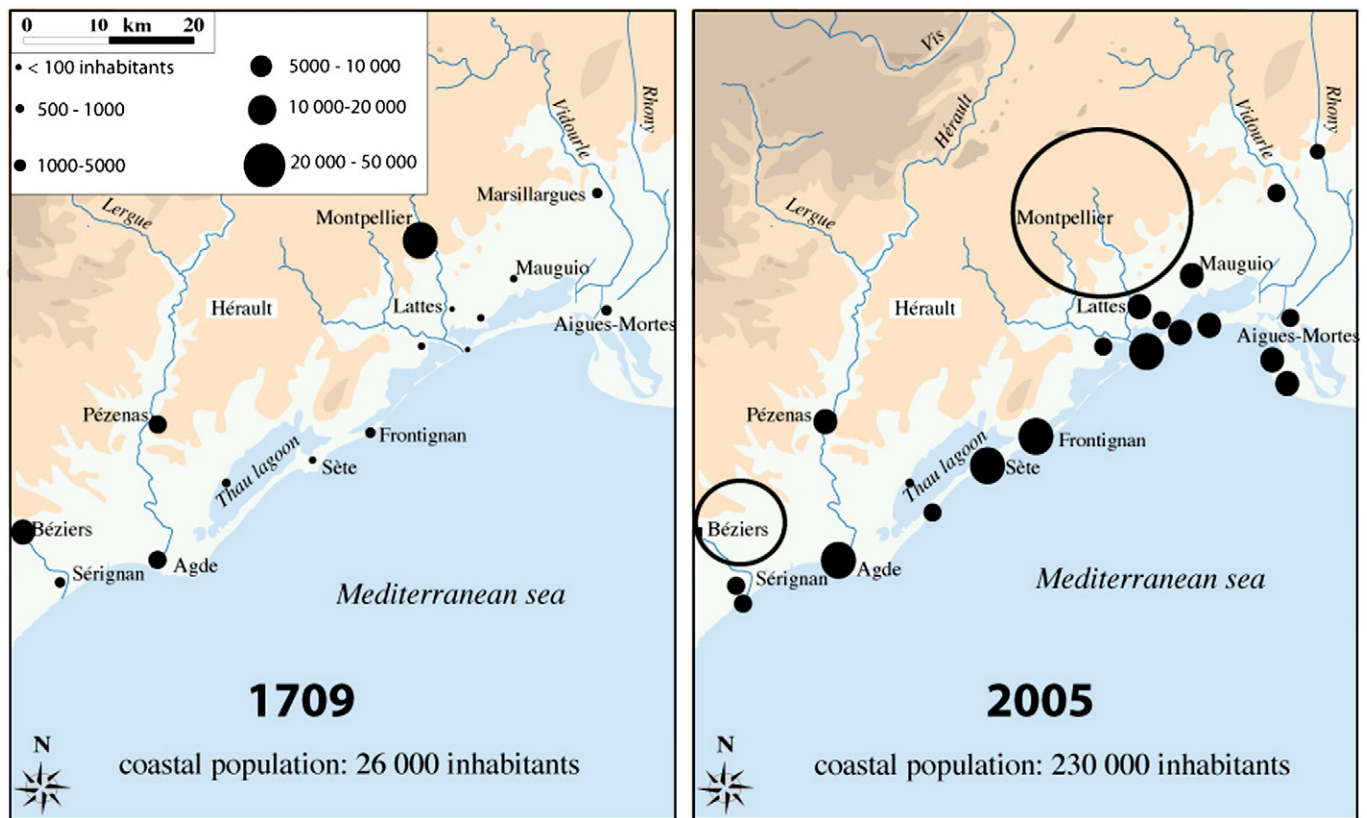 0 10 km 20
< 100 inhabitants
500 - 1000
1000-5000
5000 - 10 000
10 000-20 000
20 000 - 50 000
Vidourle
Rhony
Lergue
Marsillargues
Montpellier
Mauguio
Hérault
Lattes
Aigues-Mortes
Pézenas
Frontignan
Thau lagoon
Sète
Béziers
Agde
Sérignan
Mediterranean sea
1709
N
coastal population: 26 000 inhabitants
Vis
Hérault
Vidourle
Rhony
Lergue
Montpellier
Mauguio
Hérault
Lattes
Aigues-Mortes
Pézenas
Frontignan
Thau lagoon
Sète
Béziers
Agde
Sérignan
Mediterranean sea
2005
N
coastal population: 230 000 inhabitants